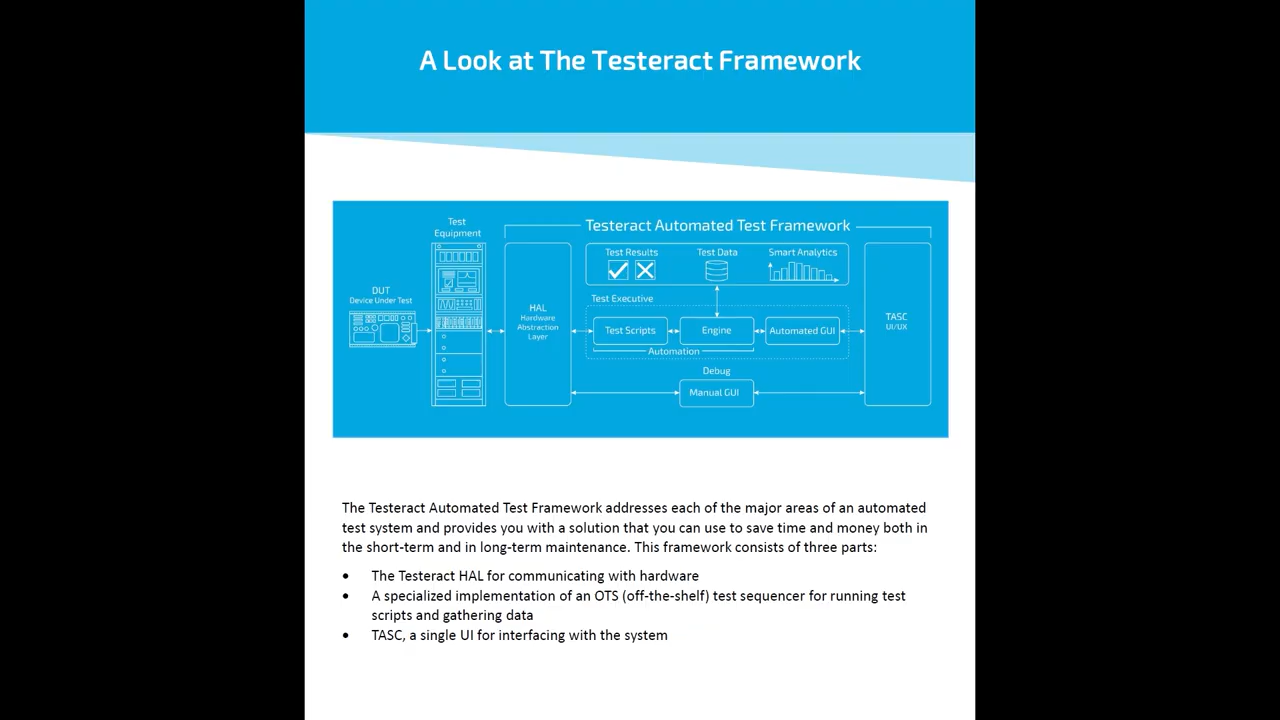 A Look at The Testeract Framework
Test
Equipment
Testeract Automated Test Framework
Test Results
Test Data
Smart Analytics
DUT
Device Under Test
HAL
Hardware
Abstraction
Layer
Test Executive
Test Scripts
Engine
Automated GUI
Automation
TASC
UI/UX
Debug
Manual GUI
The Testeract Automated Test Framework addresses each of the major areas of an automated
test system and provides you with a solution that you can use to save time and money both in
the short-term and in long-term maintenance. This framework consists of three parts:
• The Testeract HAL for communicating with hardware
• A specialized implementation of an OTS (off-the-shelf) test sequencer for running test
scripts and gathering data
• TASC, a single UI for interfacing with the system